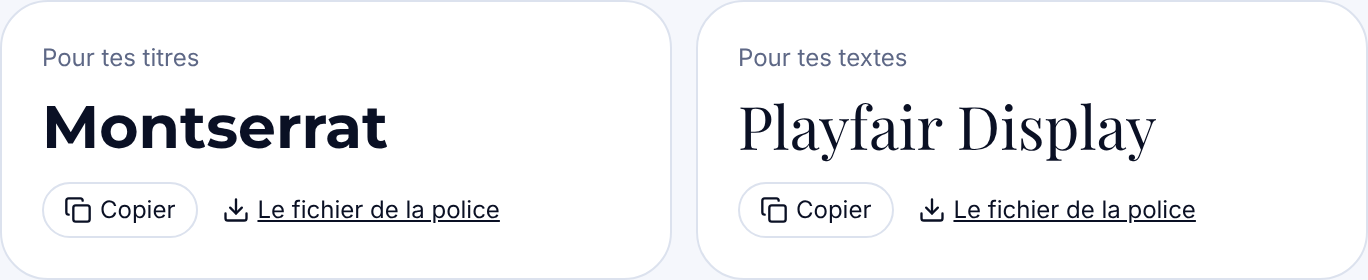 Pour tes titres
Montserrat
Copier Le fichier de la police
Pour tes textes
Playfair Display
Copier Le fichier de la police